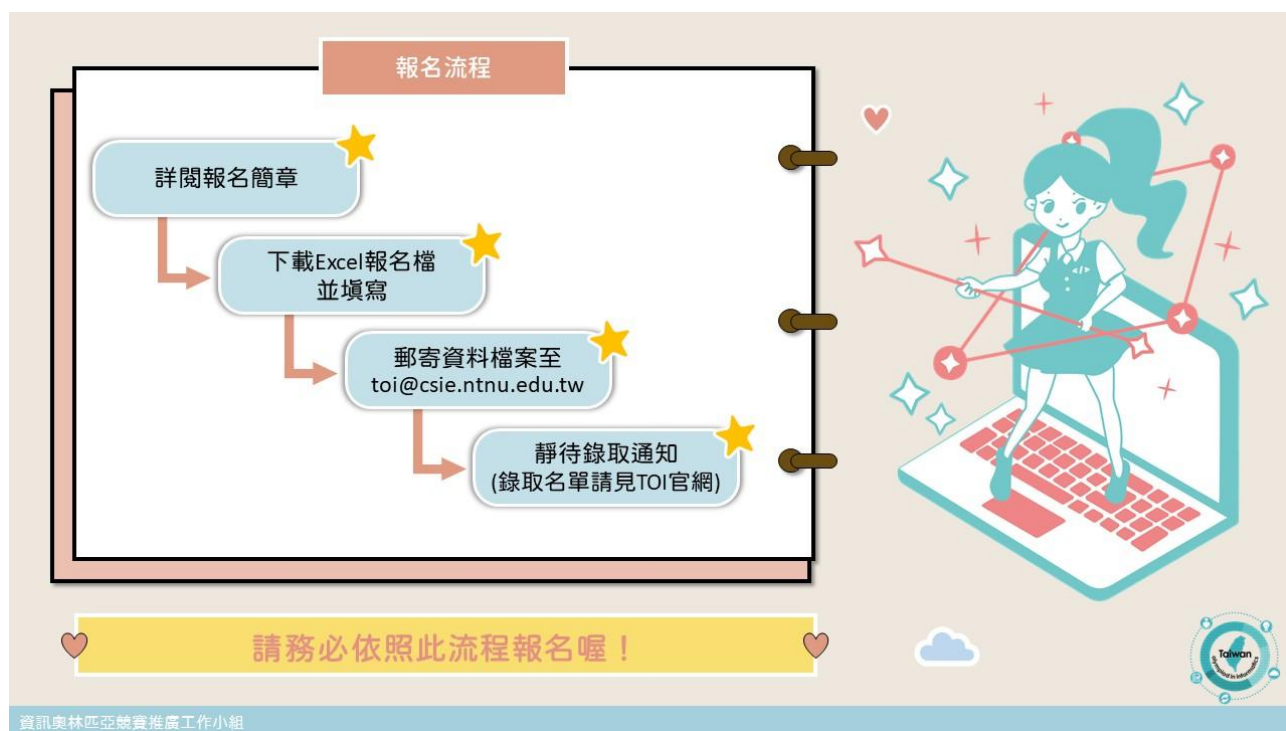 報名流程
詳閱報名簡章
下載Excel報名檔
並填寫
郵寄資料檔案至
toi@csie.ntnu.edu.tw
靜待錄取通知
(錄取名單請見TOI官網)
請務必依照此流程報名喔！
Taiwan
olympiad in informatics
資訊奧林匹亞競賽推廣工作小組